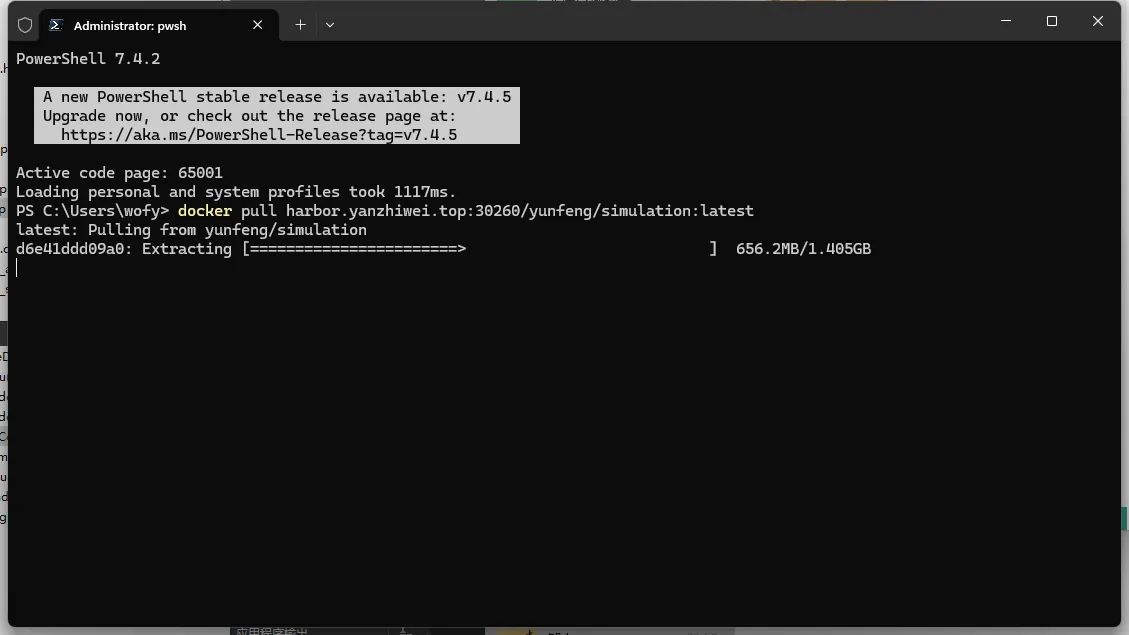 Administrator: pwsh
PowerShell 7.4.2
A new PowerShell stable release is available: v7.4.5
Upgrade now, or check out the release page at:
https://aka.ms/PowerShell-Release?tag=v7.4.5
Active code page: 65001
Loading personal and system profiles took 1117ms.
PS C:\Users\wofy> docker pull harbor.yanzhiwei.top:30260/yunfeng/simulation:latest
latest: Pulling from yunfeng/simulation
d6e41ddd09a0: Extracting [=======================>                           ]  656.2MB/1.405GB